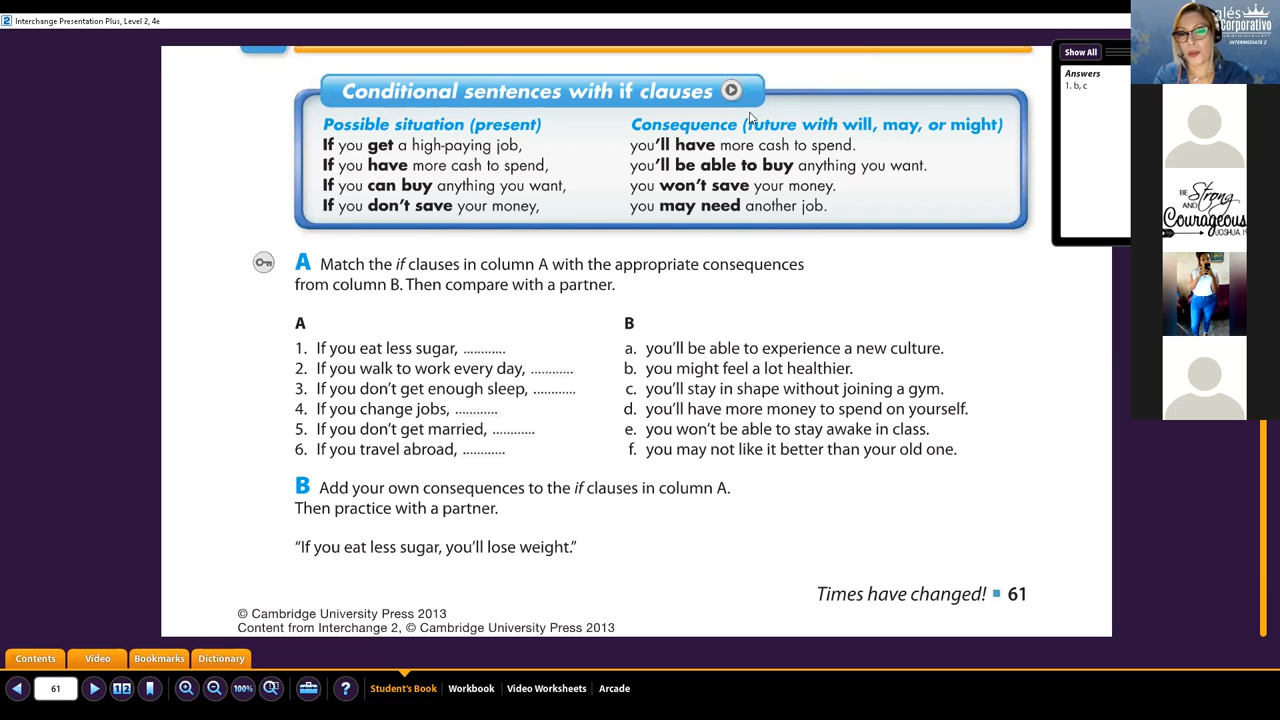 Interchange Presentation Plus, Level 2, 4e
Conditional sentences with if clauses
Possible situation (present)
If you get a high-paying job,
If you have more cash to spend,
If you can buy anything you want,
If you don't save your money,
Consequence (future with will, may, or might)
you'll have more cash to spend.
you'll be able to buy anything you want.
you won't save your money.
you may need another job.
A Match the if clauses in column A with the appropriate consequences
from column B. Then compare with a partner.
A
1. If you eat less sugar, ............
2. If you walk to work every day, ............
3. If you don't get enough sleep, ............
4. If you change jobs, ............
5. If you don't get married, ............
6. If you travel abroad, ............
B
a. you'll be able to experience a new culture.
b. you might feel a lot healthier.
c. you'll stay in shape without joining a gym.
d. you'll have more money to spend on yourself.
e. you won't be able to stay awake in class.
f. you may not like it better than your old one.
B Add your own consequences to the if clauses in column A.
Then practice with a partner.
"If you eat less sugar, you'll lose weight."
Times have changed! 61
© Cambridge University Press 2013
Content from Interchange 2, © Cambridge University Press 2013
Show All
Answers
1. b, c
Corporativo
INTERMEDIATE 2
BE
Strong
AND
Courageous
Contents Video Bookmarks Dictionary
61 1 2 100% ? Student's Book Workbook Video Worksheets Arcade